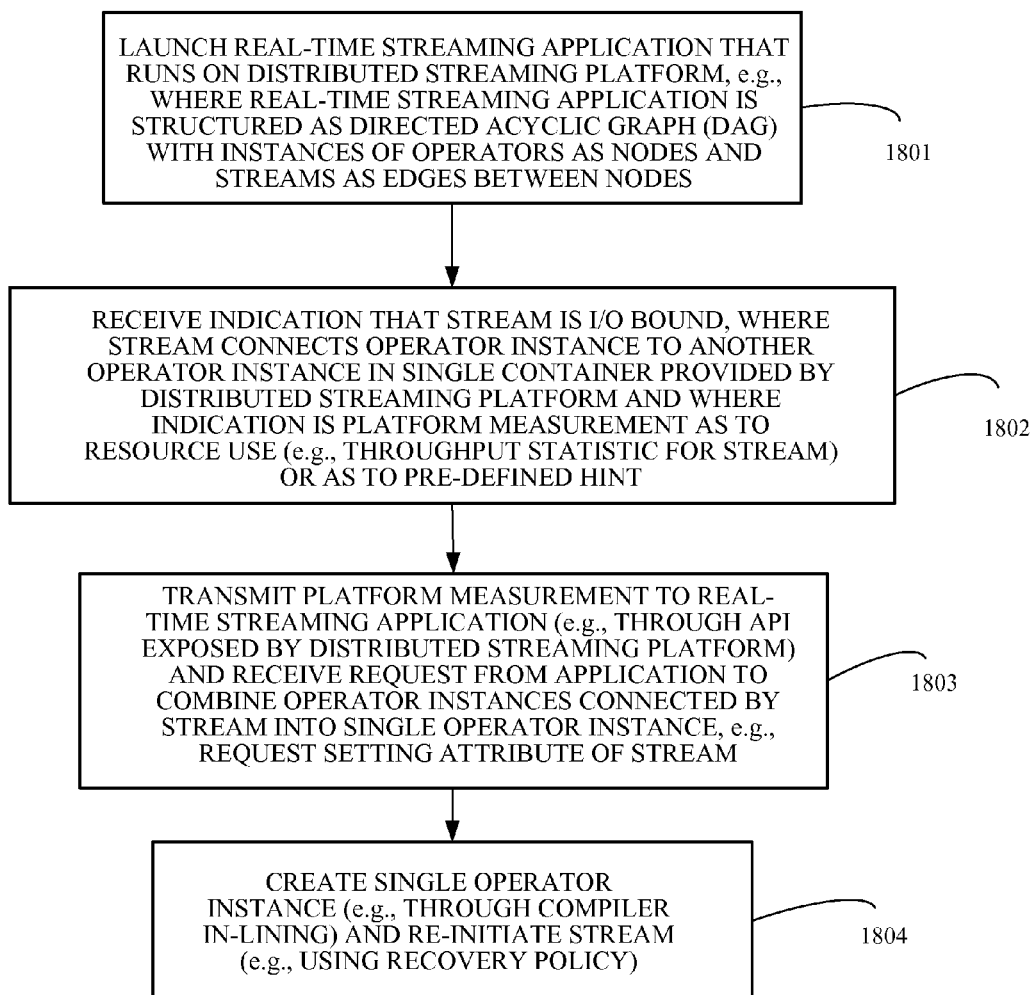 LAUNCH REAL-TIME STREAMING APPLICATION THAT
RUNS ON DISTRIBUTED STREAMING PLATFORM, e.g.,
WHERE REAL-TIME STREAMING APPLICATION IS
STRUCTURED AS DIRECTED ACYCLIC GRAPH (DAG)
WITH INSTANCES OF OPERATORS AS NODES AND
STREAMS AS EDGES BETWEEN NODES
1801
RECEIVE INDICATION THAT STREAM IS I/O BOUND, WHERE
STREAM CONNECTS OPERATOR INSTANCE TO ANOTHER
OPERATOR INSTANCE IN SINGLE CONTAINER PROVIDED BY
DISTRIBUTED STREAMING PLATFORM AND WHERE
INDICATION IS PLATFORM MEASUREMENT AS TO
RESOURCE USE (e.g., THROUGHPUT STATISTIC FOR STREAM)
OR AS TO PRE-DEFINED HINT
1802
TRANSMIT PLATFORM MEASUREMENT TO REAL-
TIME STREAMING APPLICATION (e.g., THROUGH API
EXPOSED BY DISTRIBUTED STREAMING PLATFORM)
AND RECEIVE REQUEST FROM APPLICATION TO
COMBINE OPERATOR INSTANCES CONNECTED BY
STREAM INTO SINGLE OPERATOR INSTANCE, e.g.,
REQUEST SETTING ATTRIBUTE OF STREAM
1803
CREATE SINGLE OPERATOR
INSTANCE (e.g., THROUGH COMPILER
IN-LINING) AND RE-INITIATE STREAM
(e.g., USING RECOVERY POLICY)
1804